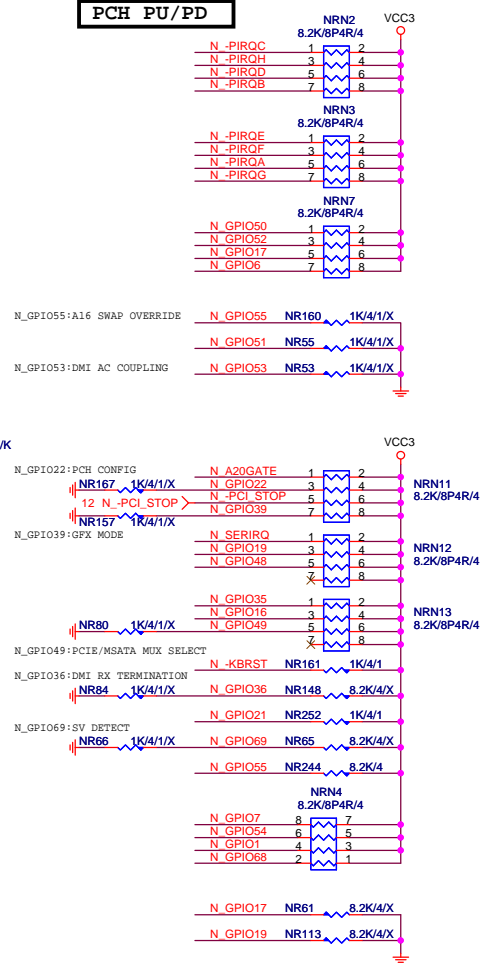 PCH PU/PD
NRN2 VCC3
8.2K/8P4R/4
N_-PIRQC 1 2
N_-PIRQH 3 4
N_-PIRQD 5 6
N_-PIRQB 7 8
NRN3
8.2K/8P4R/4
N_-PIRQE 1 2
N_-PIRQF 3 4
N_-PIRQA 5 6
N_-PIRQG 7 8
NRN7
8.2K/8P4R/4
N_GPIO50 1 2
N_GPIO52 3 4
N_GPIO17 5 6
N_GPIO6 7 8
N_GPIO55:A16 SWAP OVERRIDE N_GPIO55 NR160 1K/4/1/X
N_GPIO51 NR55 1K/4/1/X
N_GPIO53:DMI AC COUPLING N_GPIO53 NR53 1K/4/1/X
/K
VCC3
N_GPIO22:PCH CONFIG N_A20GATE 1 2
NR167 1K/4/1/X N_GPIO22 3 4 NRN11
12 N_-PCI_STOP N_-PCI_STOP 5 6 8.2K/8P4R/4
NR157 1K/4/1/X N_GPIO39 7 8
N_GPIO39:GFX MODE N_SERIRQ 1 2
N_GPIO19 3 4 NRN12
N_GPIO48 5 6 8.2K/8P4R/4
7 8
N_GPIO35 1 2
N_GPIO16 3 4 NRN13
NR80 1K/4/1/X N_GPIO49 5 6 8.2K/8P4R/4
7 8
N_GPIO49:PCIE/MSATA MUX SELECT
N_-KBRST NR161 1K/4/1
N_GPIO36:DMI RX TERMINATION
NR84 1K/4/1/X N_GPIO36 NR148 8.2K/4/X
N_GPIO21 NR252 1K/4/1
N_GPIO69:SV DETECT
NR66 1K/4/1/X N_GPIO69 NR65 8.2K/4/X
N_GPIO55 NR244 8.2K/4
NRN4
8.2K/8P4R/4
N_GPIO7 8 7
N_GPIO54 6 5
N_GPIO1 4 3
N_GPIO68 2 1
N_GPIO17 NR61 8.2K/4/X
N_GPIO19 NR113 8.2K/4/X